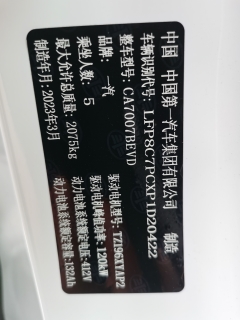 中国 中国第一汽车集团有限公司 制造
车辆识别代号: LFP8C7PCXP1D20422
整车型号: CA7007BEVD
品牌: 一汽 驱动电机型号: TZ196XYAP2
乘坐人数: 5 驱动电机峰值功率: 120kW
最大允许总质量: 2075kg 动力电池系统额定电压: 412V
制造年月: 2023年3月 动力电池系统额定容量: 132Ah